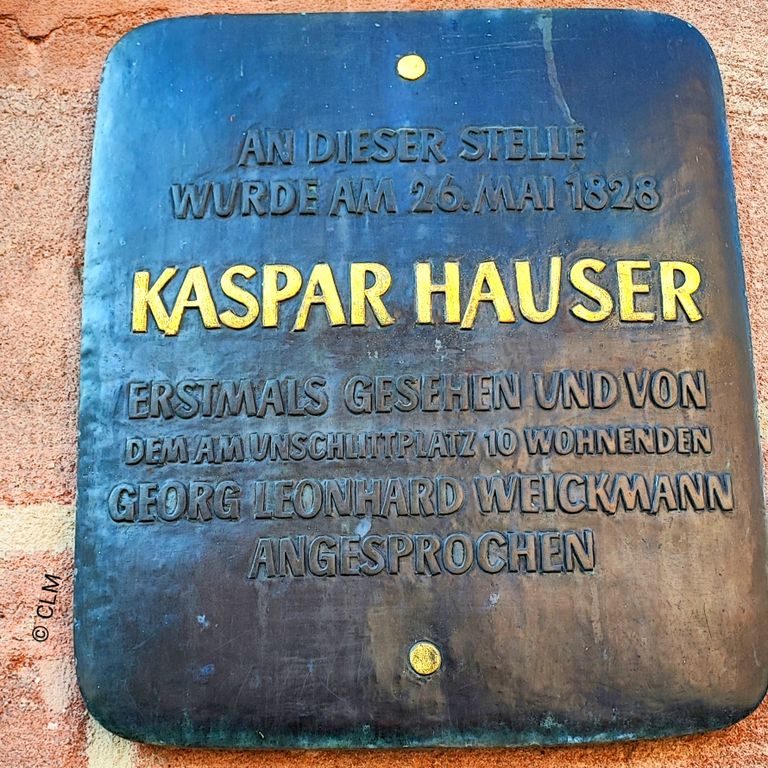 AN DIESER STELLE
WURDE AM 26. MAI 1828
KASPAR HAUSER
ERSTMALS GESEHEN UND VON
DEM AM UNSCHLITTPLATZ 10 WOHNENDEN
GEORG LEONHARD WEICKMANN
ANGESPROCHEN
© CLM